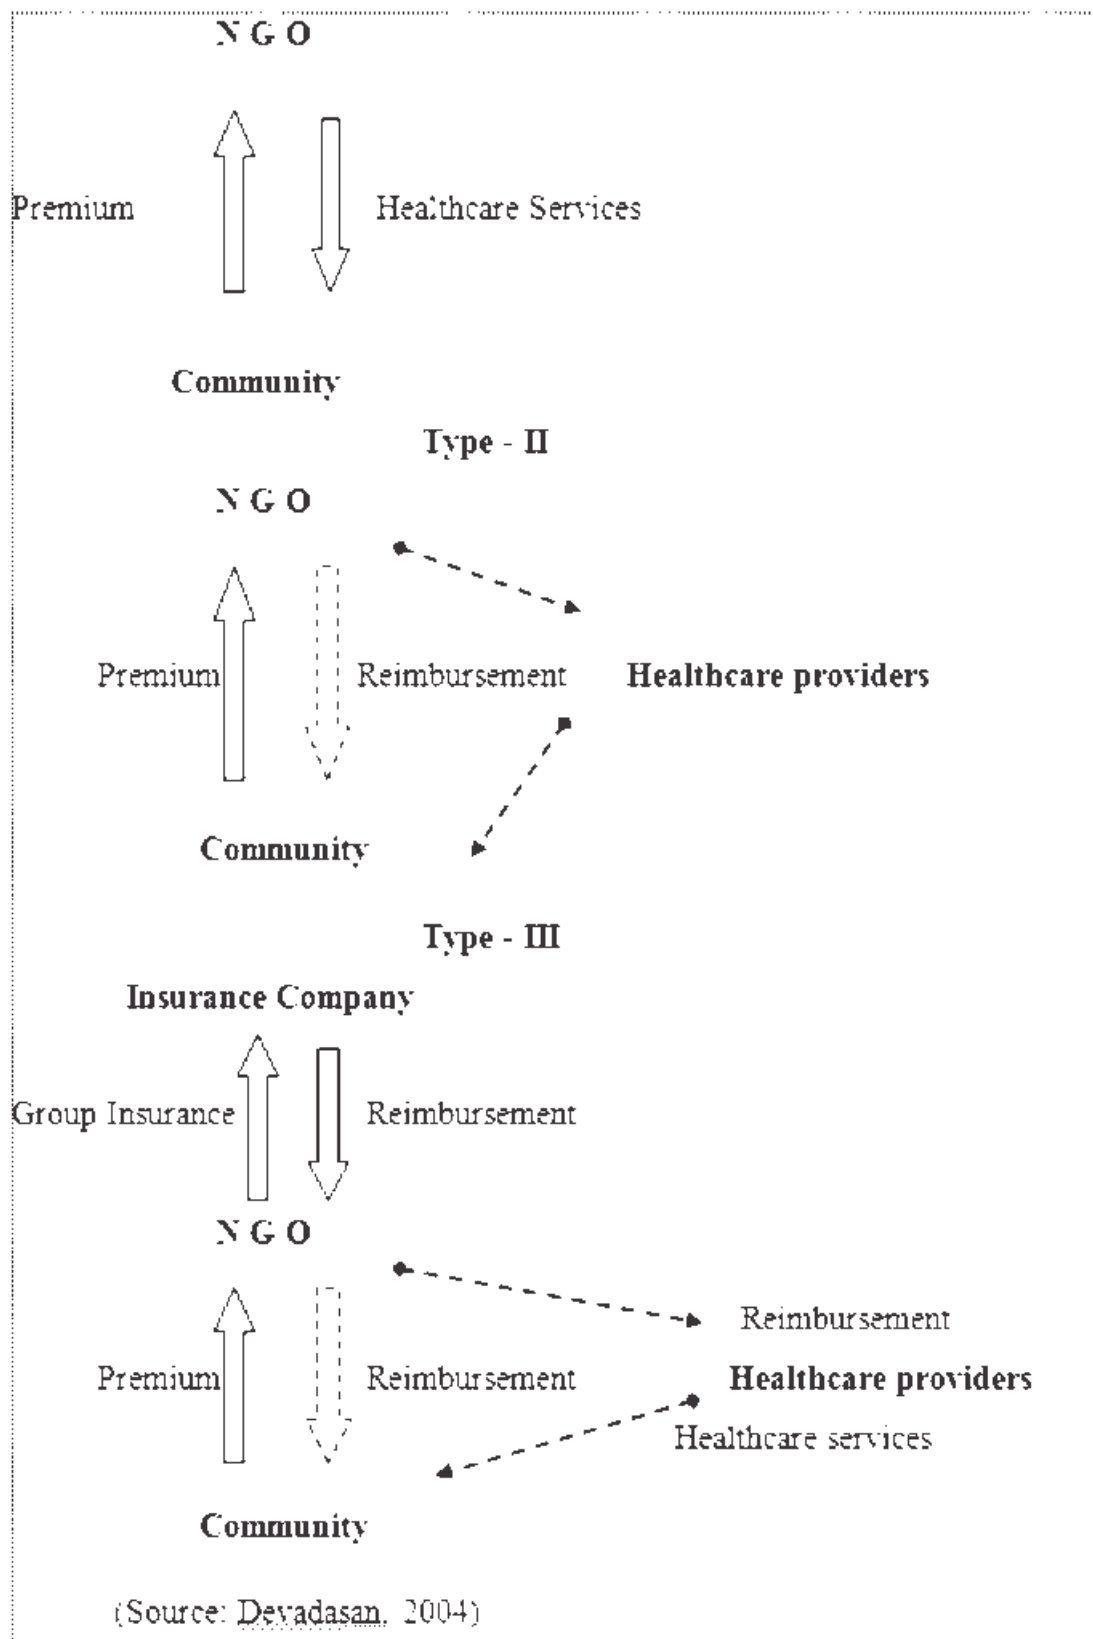 N G O
Premium Healthcare Services
Community
Type - II
N G O
Premium Reimbursement Healthcare providers
Community
Type - III
Insurance Company
Group Insurance Reimbursement
N G O
Reimbursement
Premium Reimbursement Healthcare providers
Healthcare services
Community
(Source: Devadasan, 2004)